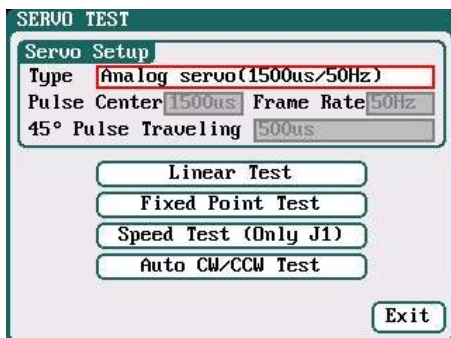 SERVO TEST
Servo Setup
Type Analog servo(1500us/50Hz)
Pulse Center 1500us Frame Rate 50Hz
45° Pulse Traveling 500us
Linear Test
Fixed Point Test
Speed Test (Only J1)
Auto CW/CCW Test
Exit